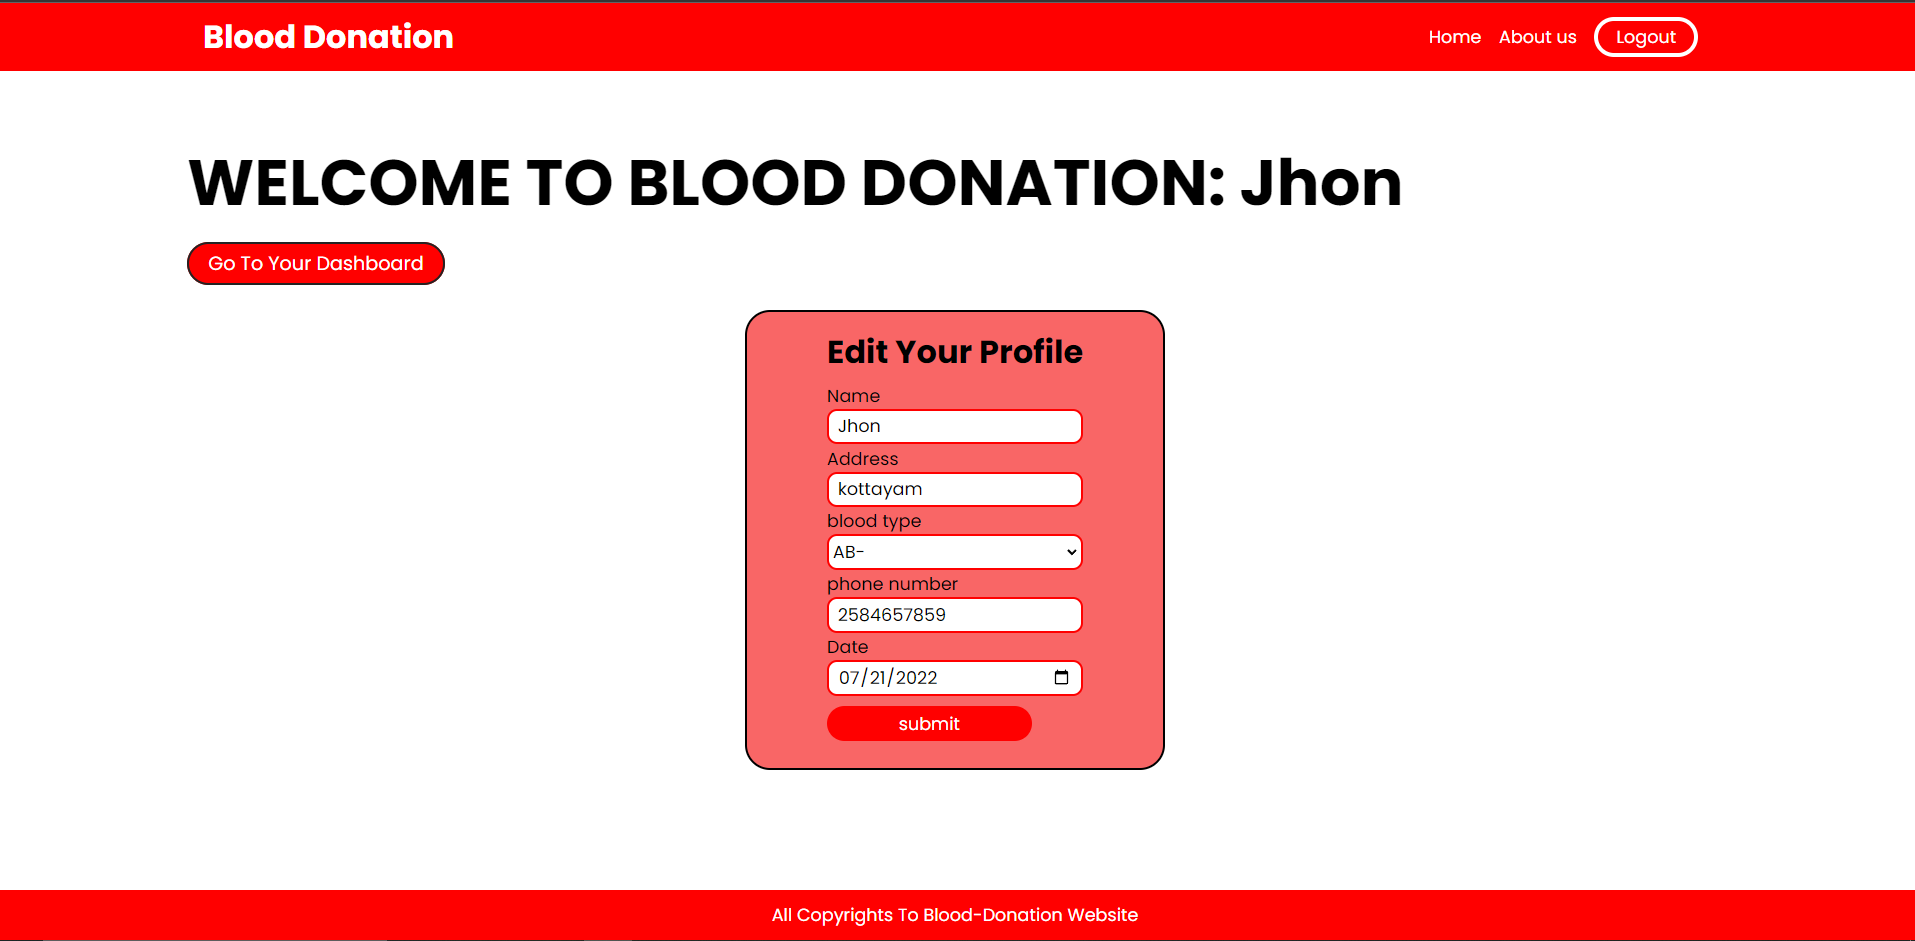 Blood Donation
Home About us Logout
WELCOME TO BLOOD DONATION: Jhon
Go To Your Dashboard
Edit Your Profile
Name
Jhon
Address
kottayam
blood type
AB-
phone number
2584657859
Date
07/21/2022
submit
All Copyrights To Blood-Donation Website